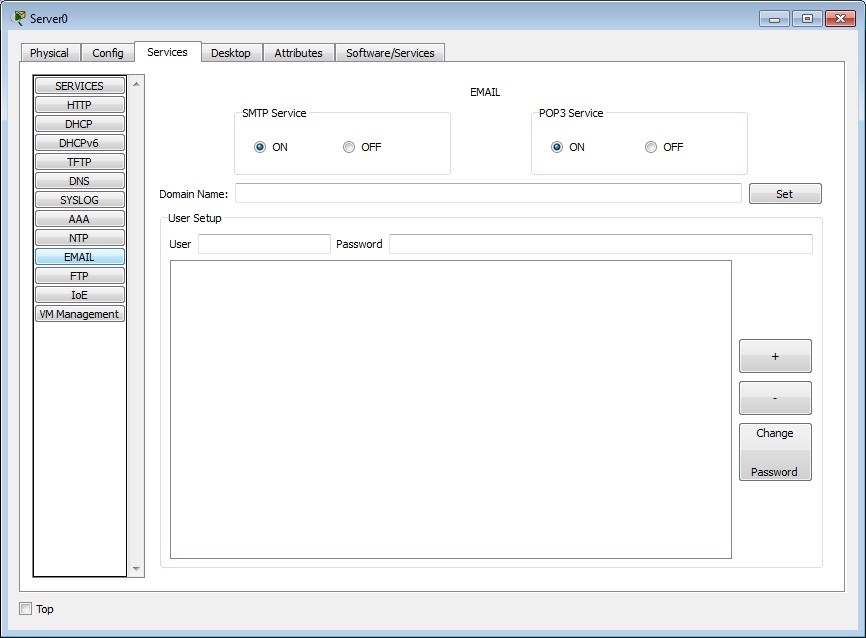 Server0
Physical Config Services Desktop Attributes Software/Services
SERVICES
HTTP
DHCP
DHCPv6
TFTP
DNS
SYSLOG
AAA
NTP
EMAIL
FTP
IoE
VM Management
EMAIL
SMTP Service
ON OFF
POP3 Service
ON OFF
Domain Name: Set
User Setup
User Password
+
-
Change
Password
Top